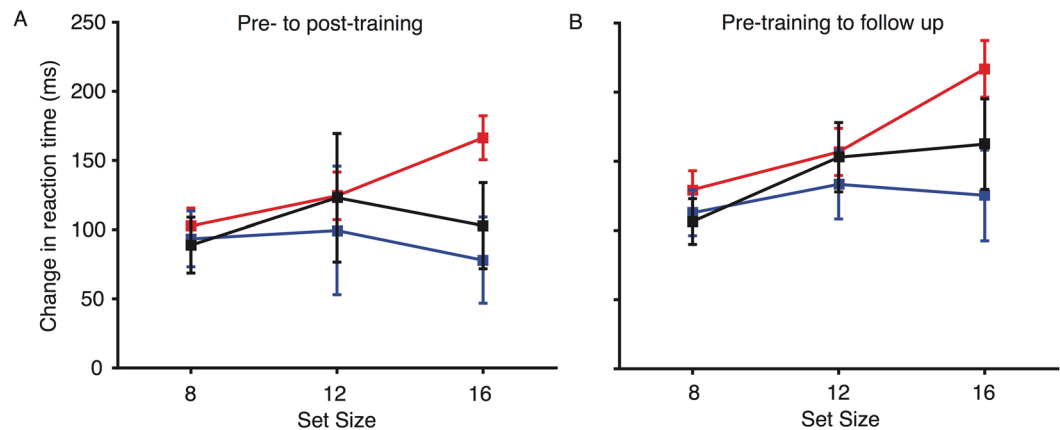 A
Pre- to post-training
B
Pre-training to follow up
Change in reaction time (ms)
250
200
150
100
50
0
8
12
16
Set Size
8
12
16
Set Size